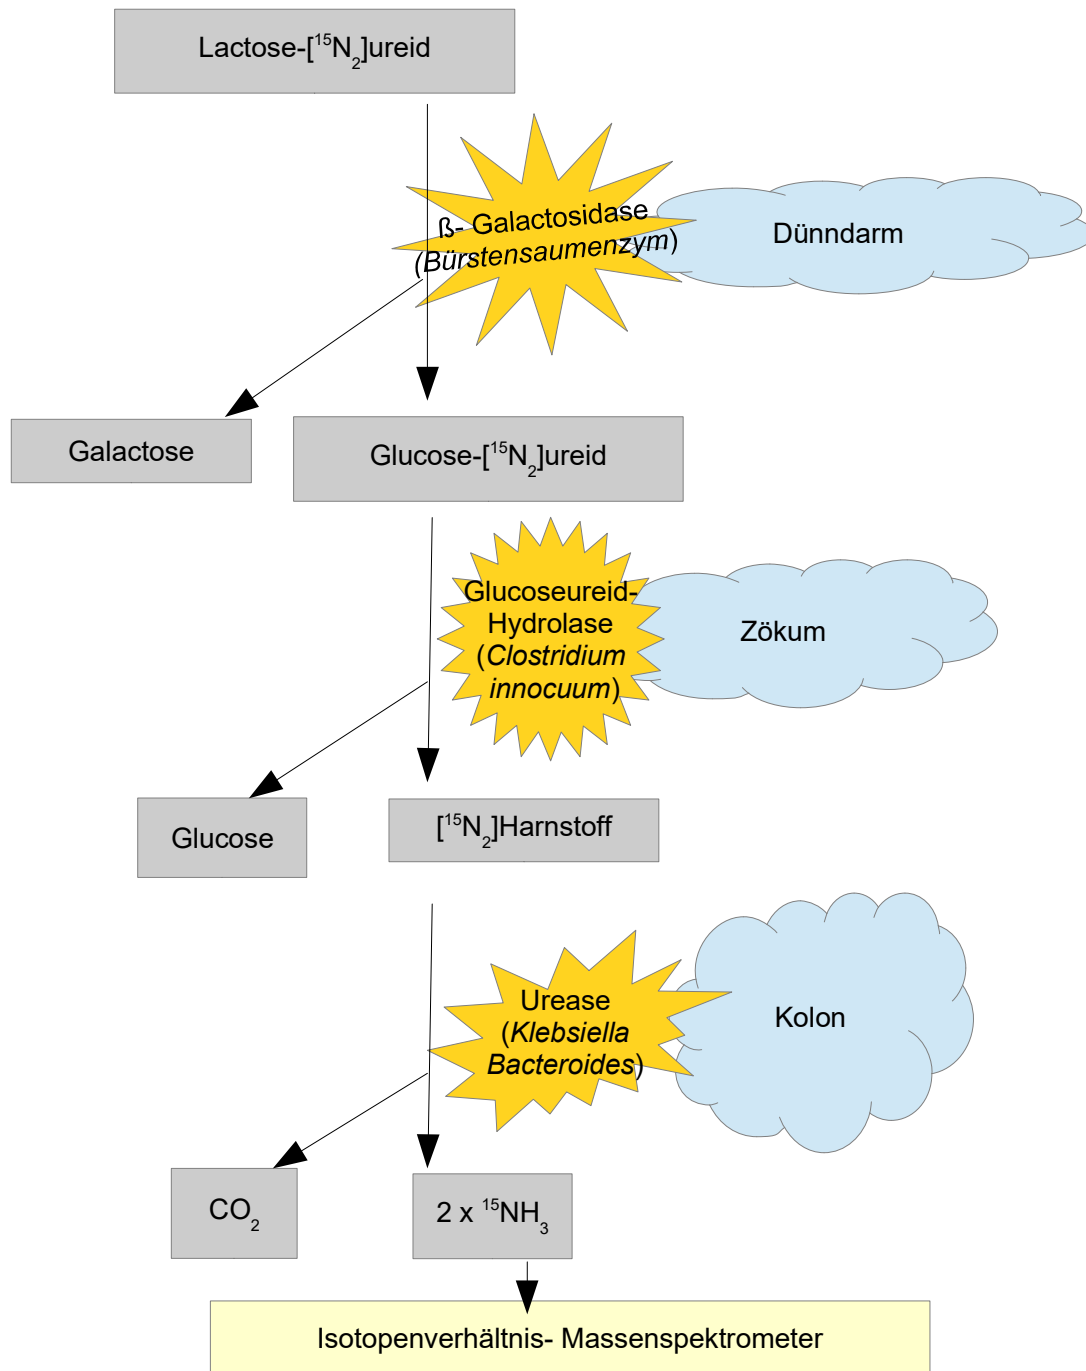 Lactose-[¹⁵N₂]ureid
ß- Galactosidase
(Bürstensaumenzym)
Dünndarm
Galactose
Glucose-[¹⁵N₂]ureid
Glucoseureid-
Hydrolase
(Clostridium
innocuum)
Zökum
Glucose
[¹⁵N₂]Harnstoff
Urease
(Klebsiella
Bacteroides)
Kolon
CO₂
2 x ¹⁵NH₃
Isotopenverhältnis- Massenspektrometer